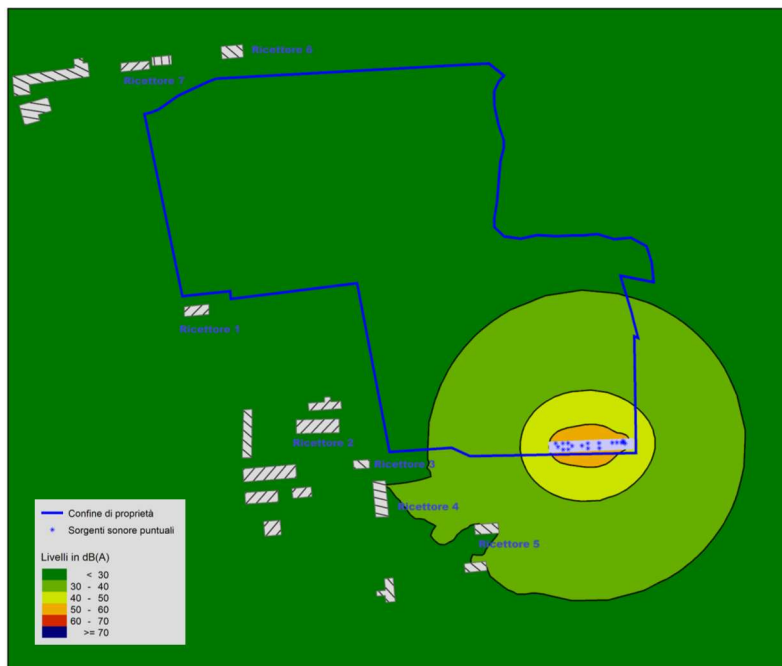 Ricettore 6
Ricettore 7
Ricettore 1
Ricettore 2
Ricettore 3
Ricettore 4
Ricettore 5
Confine di proprietà
Sorgenti sonore puntuali
Livelli in dB(A)
< 30
30 - 40
40 - 50
50 - 60
60 - 70
>= 70